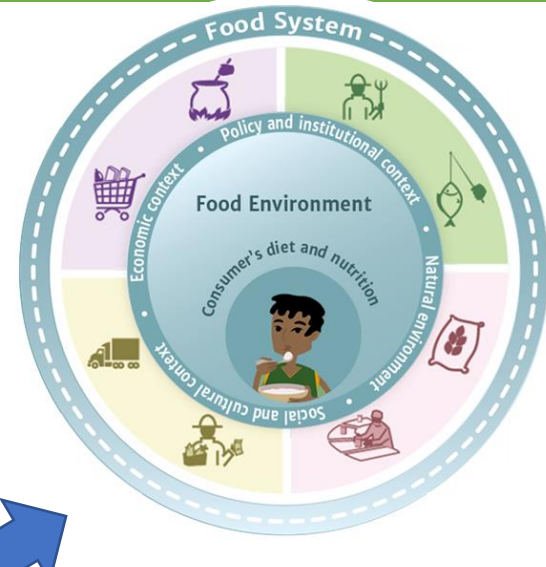 Food System
Policy and institutional context
Economic context
Natural environment
Social and cultural context
Food Environment
Consumer's diet and nutrition